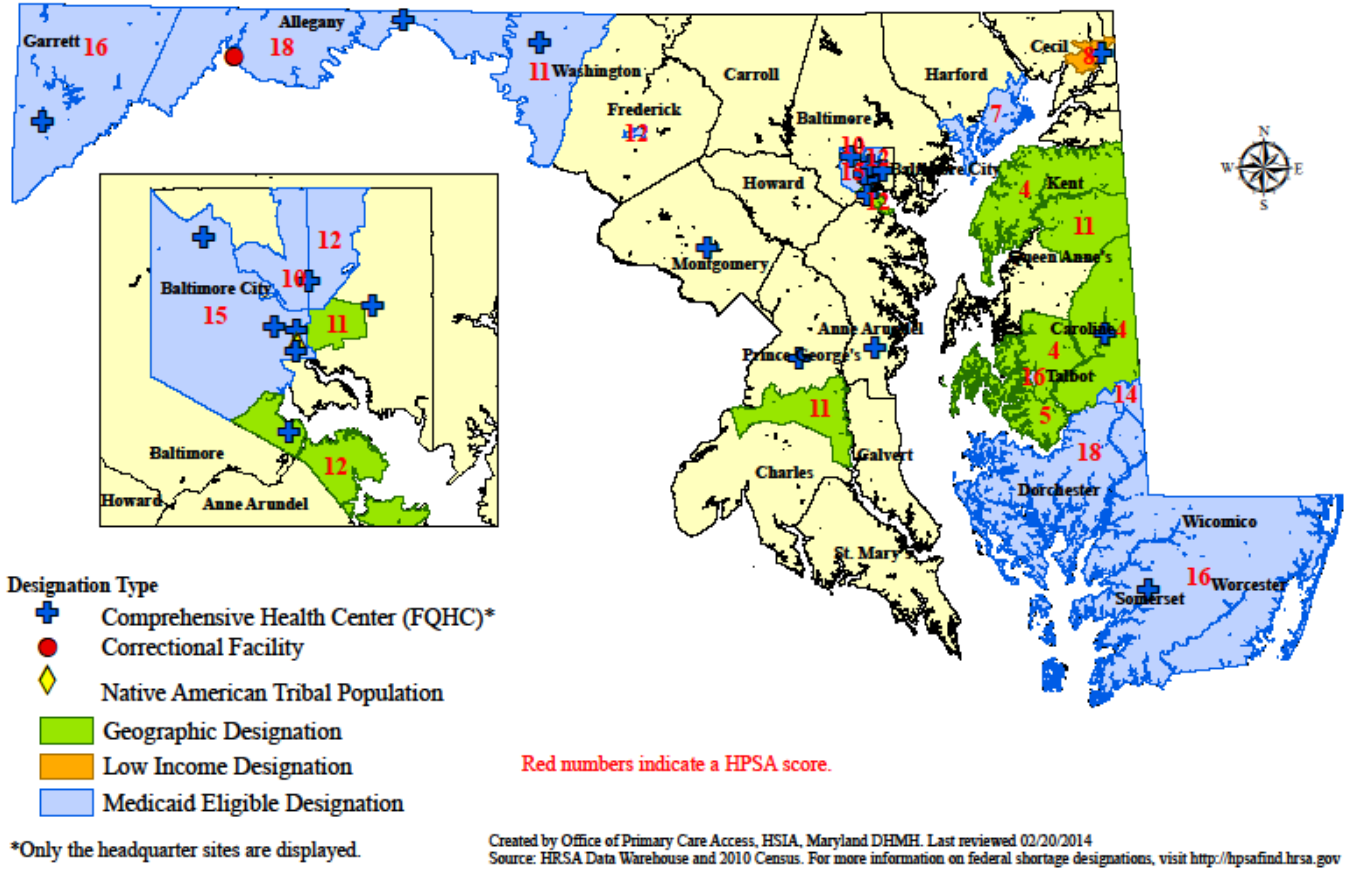 Garrett 16
Allegany
18
11 Washington
Frederick
12
Carroll
Baltimore
Harford
Cecil
8
7
10
12
15
Baltimore City
12
Howard
Montgomery
Anne Arundel
Prince George's
11
Charles
Calvert
St. Mary's
4 Kent
11
Queen Anne's
Caroline 4
4
16 Talbot
5
14
18
Dorchester
Wicomico
16 Worcester
Somerset
N
W E
S
12
10
Baltimore City
15
11
Baltimore
12
Howard
Anne Arundel
Designation Type
Comprehensive Health Center (FQHC)*
Correctional Facility
Native American Tribal Population
Geographic Designation
Low Income Designation
Medicaid Eligible Designation
Red numbers indicate a HPSA score.
*Only the headquarter sites are displayed.
Created by Office of Primary Care Access, HSIA, Maryland DHMH. Last reviewed 02/20/2014
Source: HRSA Data Warehouse and 2010 Census. For more information on federal shortage designations, visit http://hpsafind.hrsa.gov